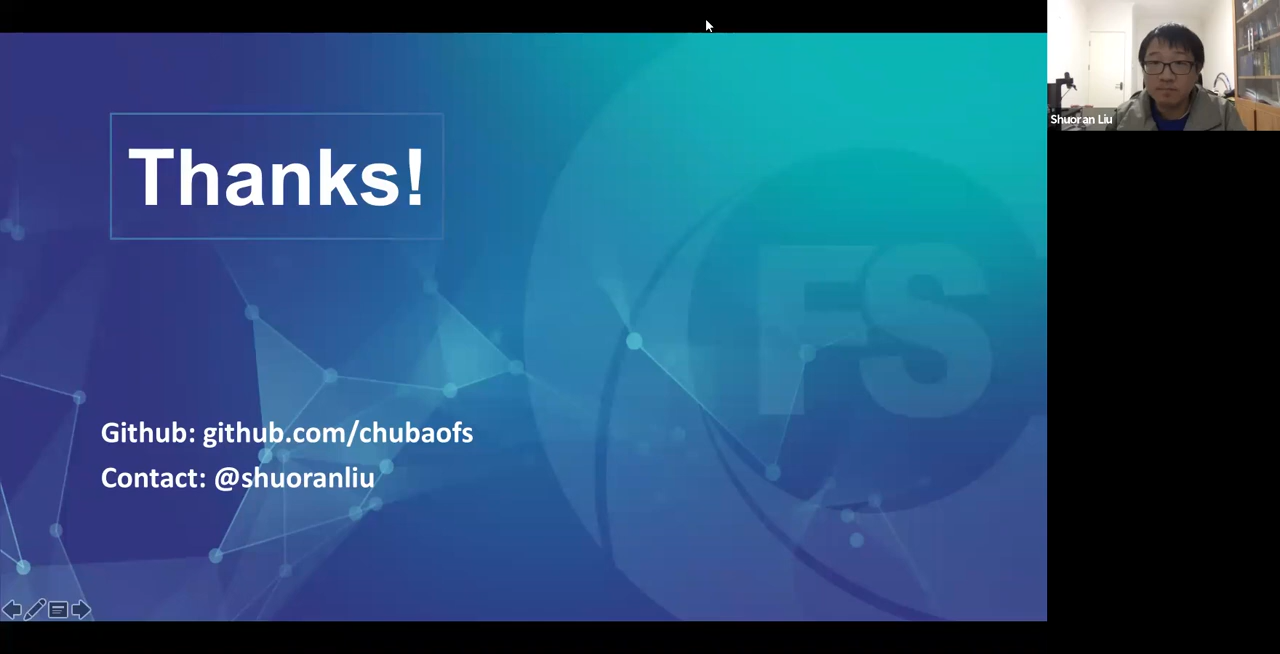 Thanks!
FS
Github: github.com/chubaofs
Contact: @shuoranliu
Shuoran Liu